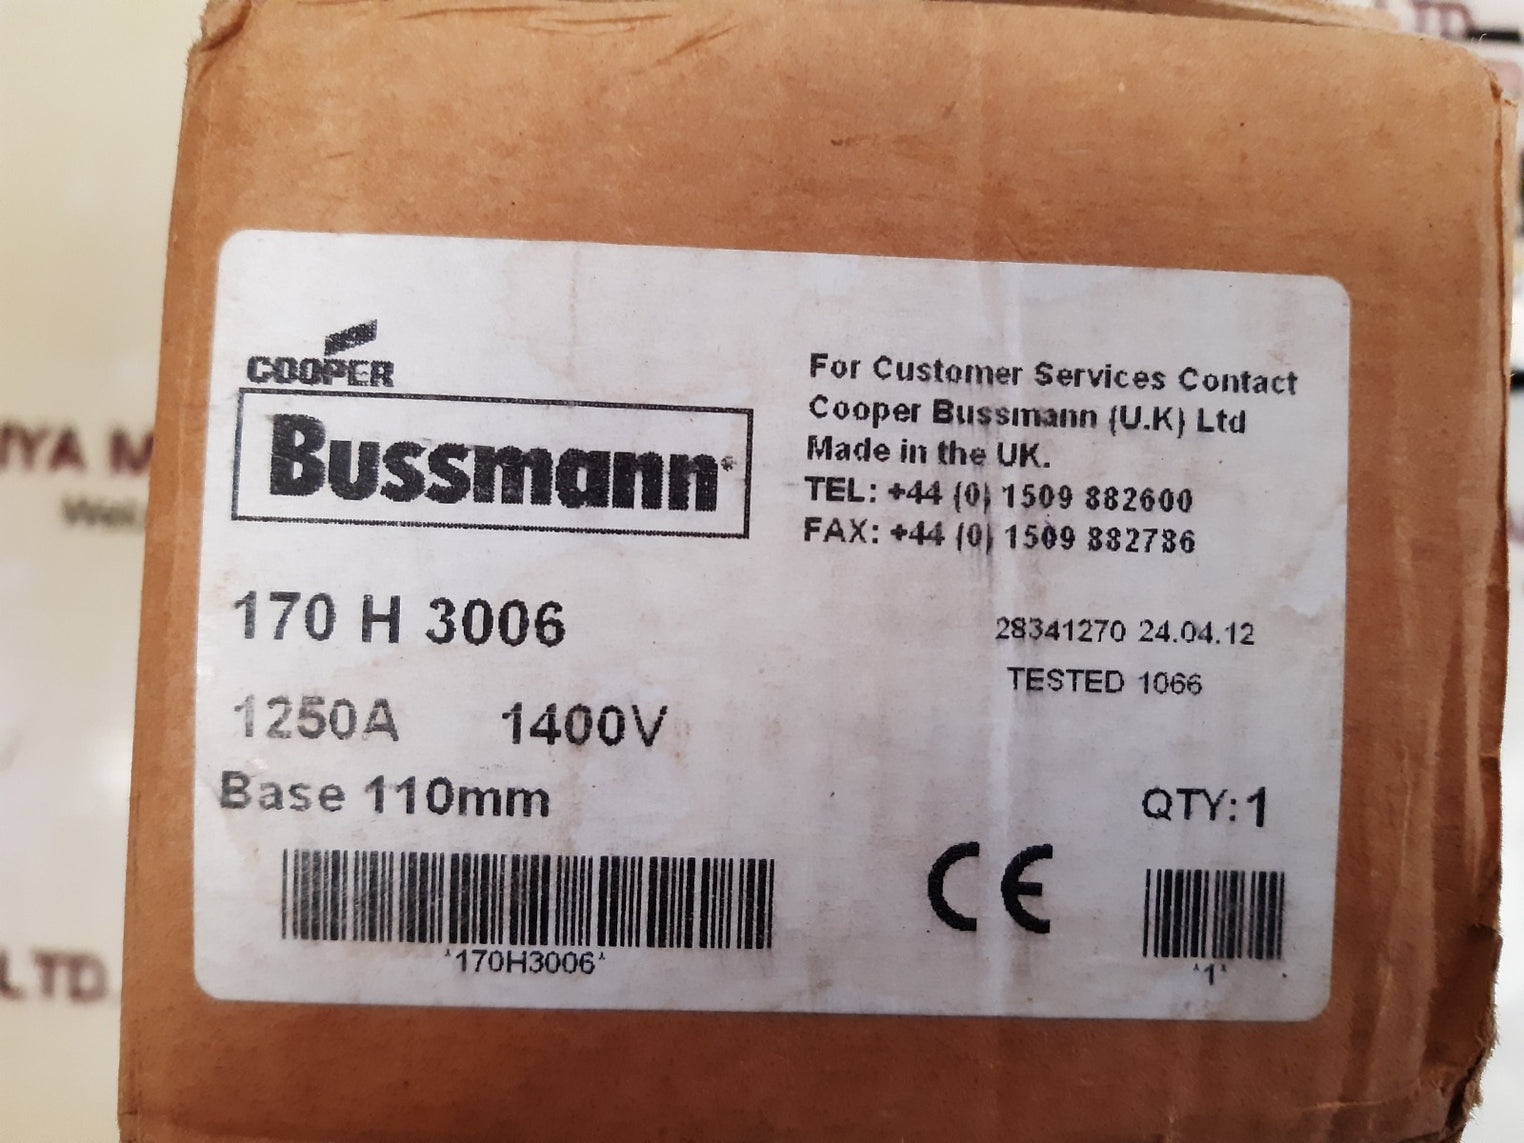 COOPER
Bussmann®
For Customer Services Contact
Cooper Bussmann (U.K) Ltd
Made in the UK.
TEL: +44 (0) 1509 882600
FAX: +44 (0) 1509 882786
170 H 3006
28341270 24.04.12
TESTED 1066
1250A 1400V
Base 110mm
QTY:1
CE
*170H3006*
*1*
LTD
LTD